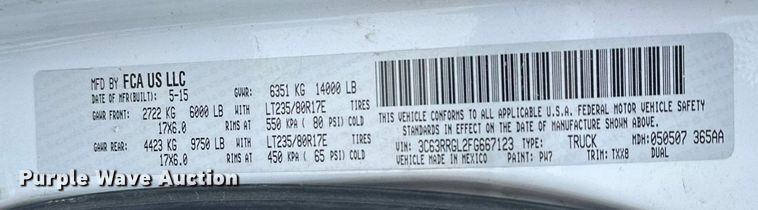 MFD BY FCA US LLC
DATE OF MFR(BUILT): 5-15 GVWR: 6351 KG 14000 LB
GAWR FRONT: 2722 KG 6000 LB WITH LT235/80R17E TIRES
17X6.0 RIMS AT 550 KPA ( 80 PSI) COLD
GAWR REAR: 4423 KG 9750 LB WITH LT235/80R17E TIRES
17X6.0 RIMS AT 450 KPA ( 65 PSI) COLD
THIS VEHICLE CONFORMS TO ALL APPLICABLE U.S.A. FEDERAL MOTOR VEHICLE SAFETY
STANDARDS IN EFFECT ON THE DATE OF MANUFACTURE SHOWN ABOVE.
VIN: 3C63RRGL2FG667123 TYPE: TRUCK MDH: 050507 365AA
VEHICLE MADE IN MEXICO PAINT: PW7 TRIM: TXX8 DUAL
Purple Wave Auction